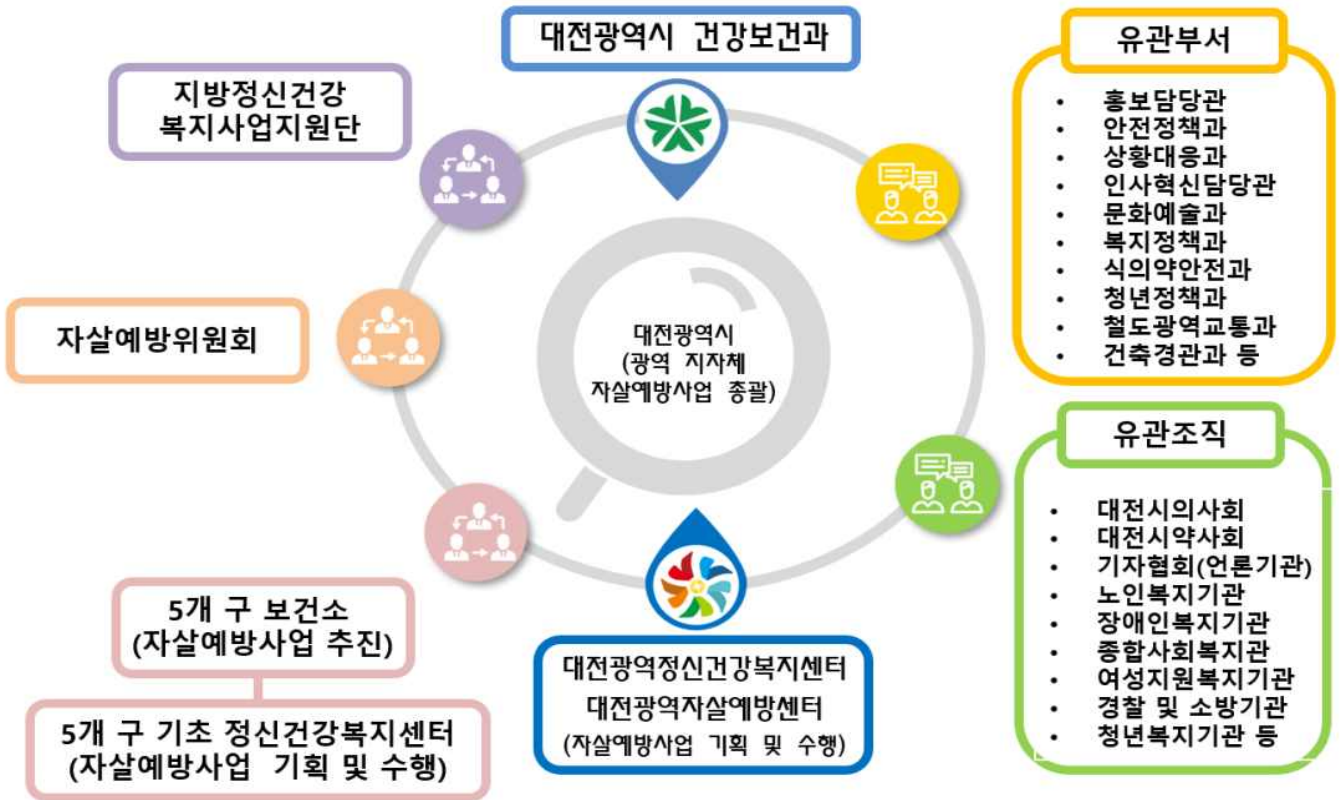 대전광역시 건강보건과
지방정신건강
복지사업지원단
자살예방위원회
대전광역시
(광역 지자체
자살예방사업 총괄)
유관부서
• 홍보담당관
• 안전정책과
• 상황대응과
• 인사혁신담당관
• 문화예술과
• 복지정책과
• 식의약안전과
• 청년정책과
• 철도광역교통과
• 건축경관과 등
유관조직
• 대전시의사회
• 대전시약사회
• 기자협회(언론기관)
• 노인복지기관
• 장애인복지기관
• 종합사회복지관
• 여성지원복지기관
• 경찰 및 소방기관
• 청년복지기관 등
5개 구 보건소
(자살예방사업 추진)
5개 구 기초 정신건강복지센터
(자살예방사업 기획 및 수행)
대전광역정신건강복지센터
대전광역자살예방센터
(자살예방사업 기획 및 수행)